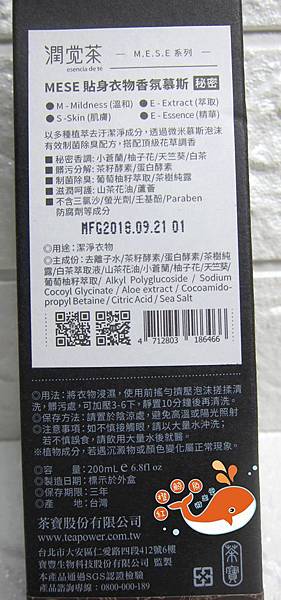 潤覚茶 — M.E.S.E 系列 —
esencia de té
MESE 貼身衣物香氛慕斯 秘密
●M - Mildness (溫和) ●E - Extract (萃取)
●S-Skin (肌膚) ●E - Essence (精華)
以多種植萃去汙潔淨成分，透過微米慕斯泡沫
有效制菌除臭配方，搭配頂級花草調香
■秘密香調：小蒼蘭/柚子花/天竺葵/白茶
■髒污分解：茶籽酵素/蛋白酵素
■制菌除臭：葡萄柚籽萃取/茶樹純露
■滋潤呵護：山茶花油/蘆薈
■不含三氯沙/螢光劑/壬基酚/Paraben
防腐劑等成分
MFG2018.09.21 01
◎用途：潔淨衣物
◎主成份：去離子水/茶籽酵素/蛋白酵素/茶樹純
露/白茶萃取液/山茶花油/小蒼蘭/柚子花/天竺葵/
葡萄柚籽萃取/ Alkyl Polyglucoside / Sodium
Cocoyl Glycinate / Aloe extract / Cocoamido-
propyl Betaine / Citric Acid / Sea Salt
4 712803 186466
◎用法：將衣物浸濕，使用前搖勻擠壓泡沫搓揉清
洗，髒污處，可加壓3-6下，靜置10分鐘後再清洗。
◎保存方法：請置於陰涼處，避免高溫或陽光照射
◎注意事項：如不慎接觸眼，請以大量水沖洗；
若不慎誤食，請飲用大量水後就醫。
※植萃成分，若遇沉澱物或顏色變化屬正常現象。
◎容 量：200mL ℮ 6.8fl oz
◎製造日期：標示於外盒
◎保存期限：三年
◎產 地：台灣
茶寶股份有限公司
www.teapower.com.tw
台北市大安區仁愛路四段412號6樓
寶豐生物科技股份有限公司 監製
本產品通過SGS認證檢驗
產品諮詢專線：0800-000-189
茶寶